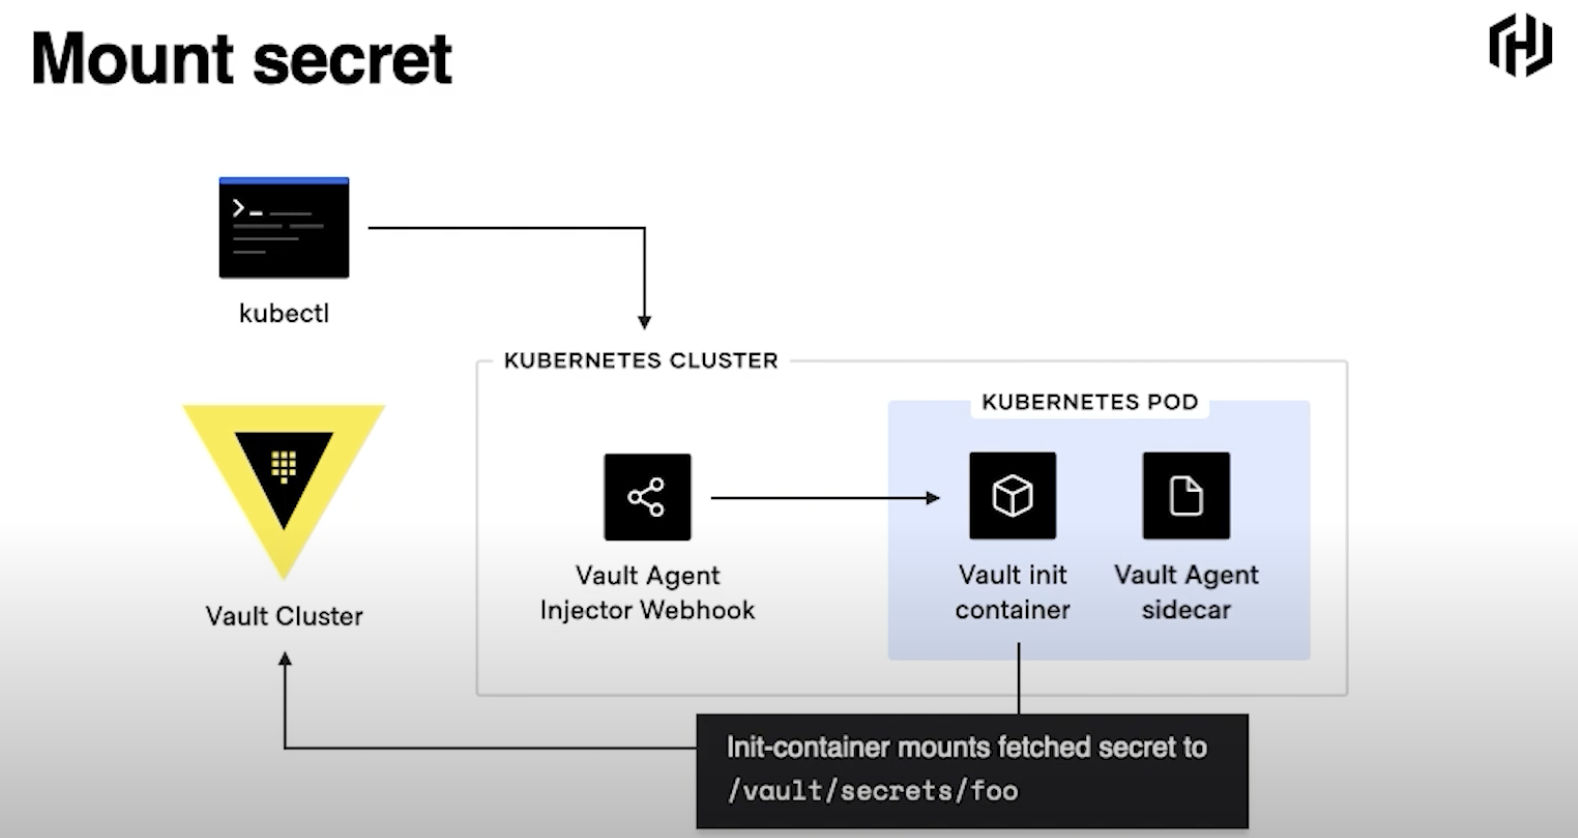 Mount secret
kubectl
KUBERNETES CLUSTER
KUBERNETES POD
Vault Agent
Injector Webhook
Vault init
container
Vault Agent
sidecar
Vault Cluster
Init-container mounts fetched secret to
/vault/secrets/foo